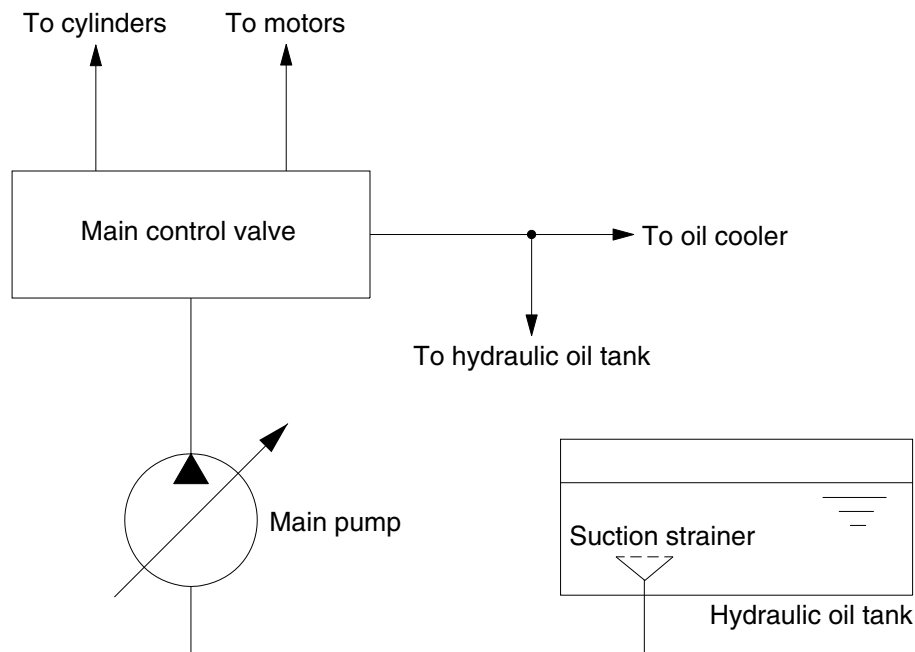 To cylinders
To motors
Main control valve
To oil cooler
To hydraulic oil tank
Main pump
Suction strainer
Hydraulic oil tank